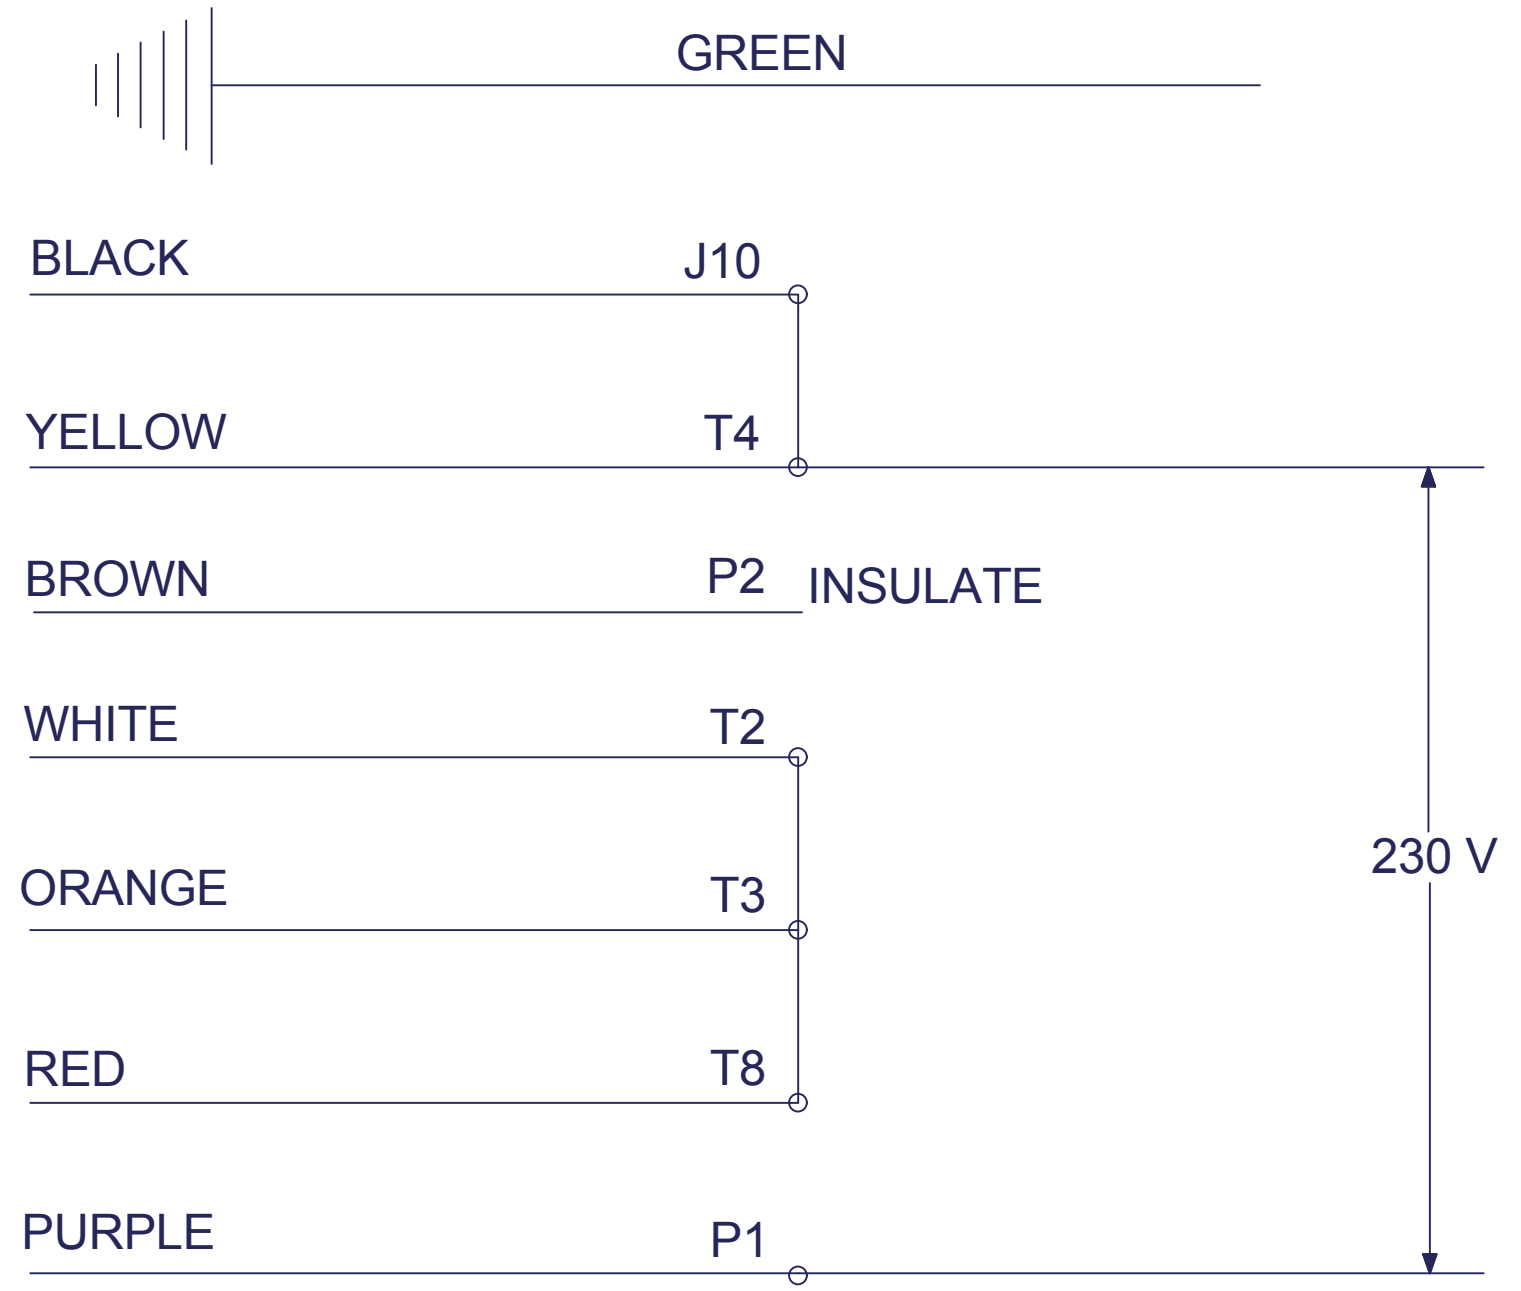 GREEN
BLACK J10
YELLOW T4
BROWN P2 INSULATE
WHITE T2
230 V
ORANGE T3
RED T8
PURPLE P1